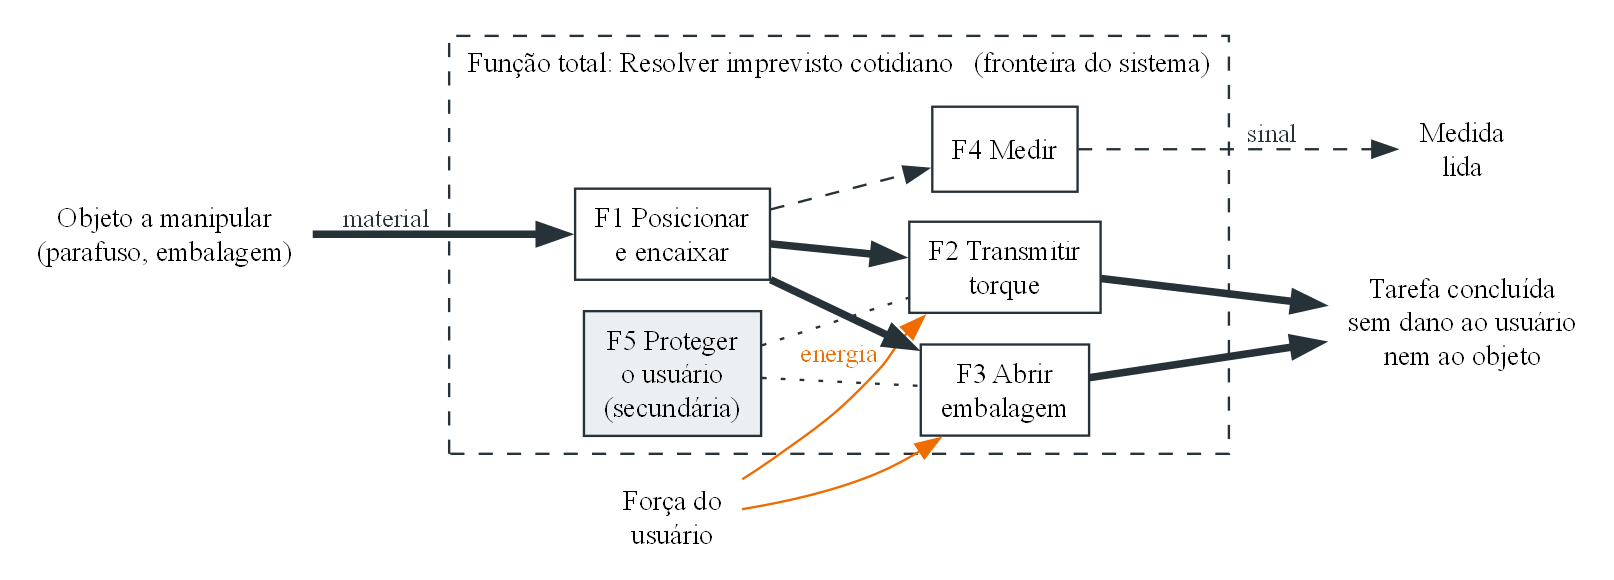 Função total: Resolver imprevisto cotidiano (fronteira do sistema)
Objeto a manipular
(parafuso, embalagem)
material
F1 Posicionar
e encaixar
F4 Medir
sinal
Medida
lida
F2 Transmitir
torque
F5 Proteger
o usuário
(secundária)
energia
F3 Abrir
embalagem
Tarefa concluída
sem dano ao usuário
nem ao objeto
Força do
usuário